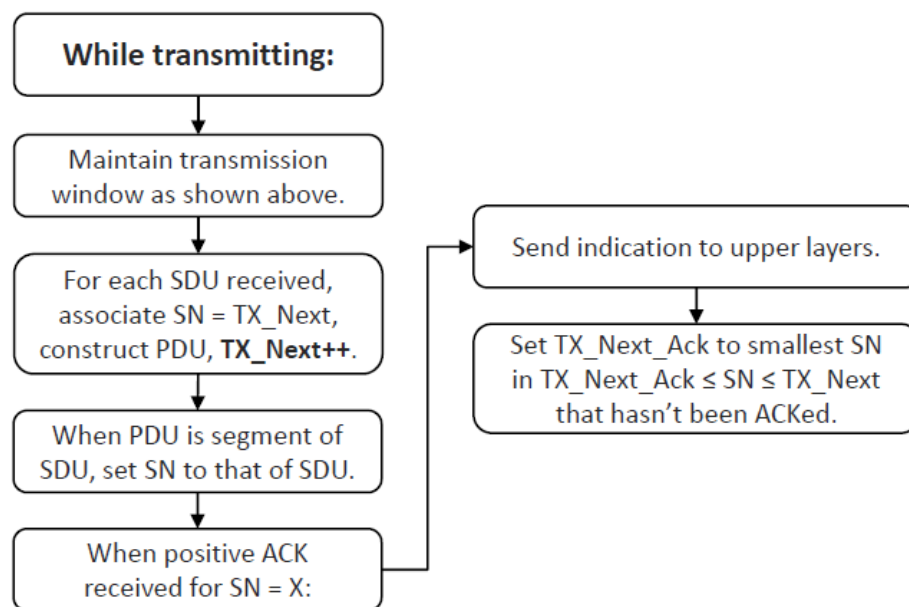 While transmitting:
Maintain transmission
window as shown above.
For each SDU received,
associate SN = TX_Next,
construct PDU, TX_Next++.
When PDU is segment of
SDU, set SN to that of SDU.
When positive ACK
received for SN = X:
Send indication to upper layers.
Set TX_Next_Ack to smallest SN
in TX_Next_Ack ≤ SN ≤ TX_Next
that hasn’t been ACKed.